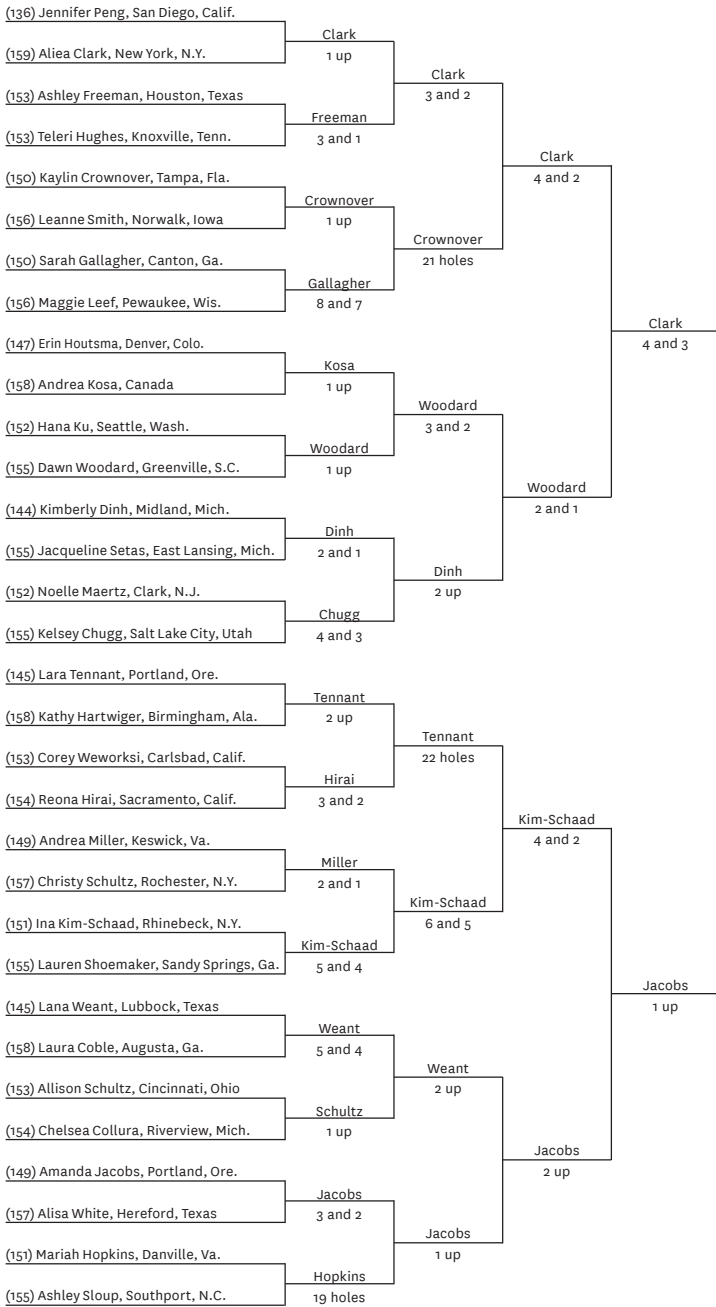 (136) Jennifer Peng, San Diego, Calif.
(159) Aliea Clark, New York, N.Y.
(153) Ashley Freeman, Houston, Texas
(153) Teleri Hughes, Knoxville, Tenn.
(150) Kaylin Crownover, Tampa, Fla.
(156) Leanne Smith, Norwalk, Iowa
(150) Sarah Gallagher, Canton, Ga.
(156) Maggie Leef, Pewaukee, Wis.
(147) Erin Houtsma, Denver, Colo.
(158) Andrea Kosa, Canada
(152) Hana Ku, Seattle, Wash.
(155) Dawn Woodard, Greenville, S.C.
(144) Kimberly Dinh, Midland, Mich.
(155) Jacqueline Setas, East Lansing, Mich.
(152) Noelle Maertz, Clark, N.J.
(155) Kelsey Chugg, Salt Lake City, Utah
(145) Lara Tennant, Portland, Ore.
(158) Kathy Hartwiger, Birmingham, Ala.
(153) Corey Weworksi, Carlsbad, Calif.
(154) Reona Hirai, Sacramento, Calif.
(149) Andrea Miller, Keswick, Va.
(157) Christy Schultz, Rochester, N.Y.
(151) Ina Kim-Schaad, Rhinebeck, N.Y.
(155) Lauren Shoemaker, Sandy Springs, Ga.
(145) Lana Weant, Lubbock, Texas
(158) Laura Coble, Augusta, Ga.
(153) Allison Schultz, Cincinnati, Ohio
(154) Chelsea Collura, Riverview, Mich.
(149) Amanda Jacobs, Portland, Ore.
(157) Alisa White, Hereford, Texas
(151) Mariah Hopkins, Danville, Va.
(155) Ashley Sloup, Southport, N.C.
Clark
1 up
Freeman
3 and 1
Crownover
1 up
Gallagher
8 and 7
Kosa
1 up
Woodard
1 up
Dinh
2 and 1
Chugg
4 and 3
Tennant
2 up
Hirai
3 and 2
Miller
2 and 1
Kim-Schaad
5 and 4
Weant
5 and 4
Schultz
1 up
Jacobs
3 and 2
Hopkins
19 holes
Clark
3 and 2
Crownover
21 holes
Woodard
3 and 2
Dinh
2 up
Tennant
22 holes
Kim-Schaad
6 and 5
Weant
2 up
Jacobs
1 up
Clark
4 and 2
Woodard
2 and 1
Kim-Schaad
4 and 2
Jacobs
2 up
Clark
4 and 3
Jacobs
1 up